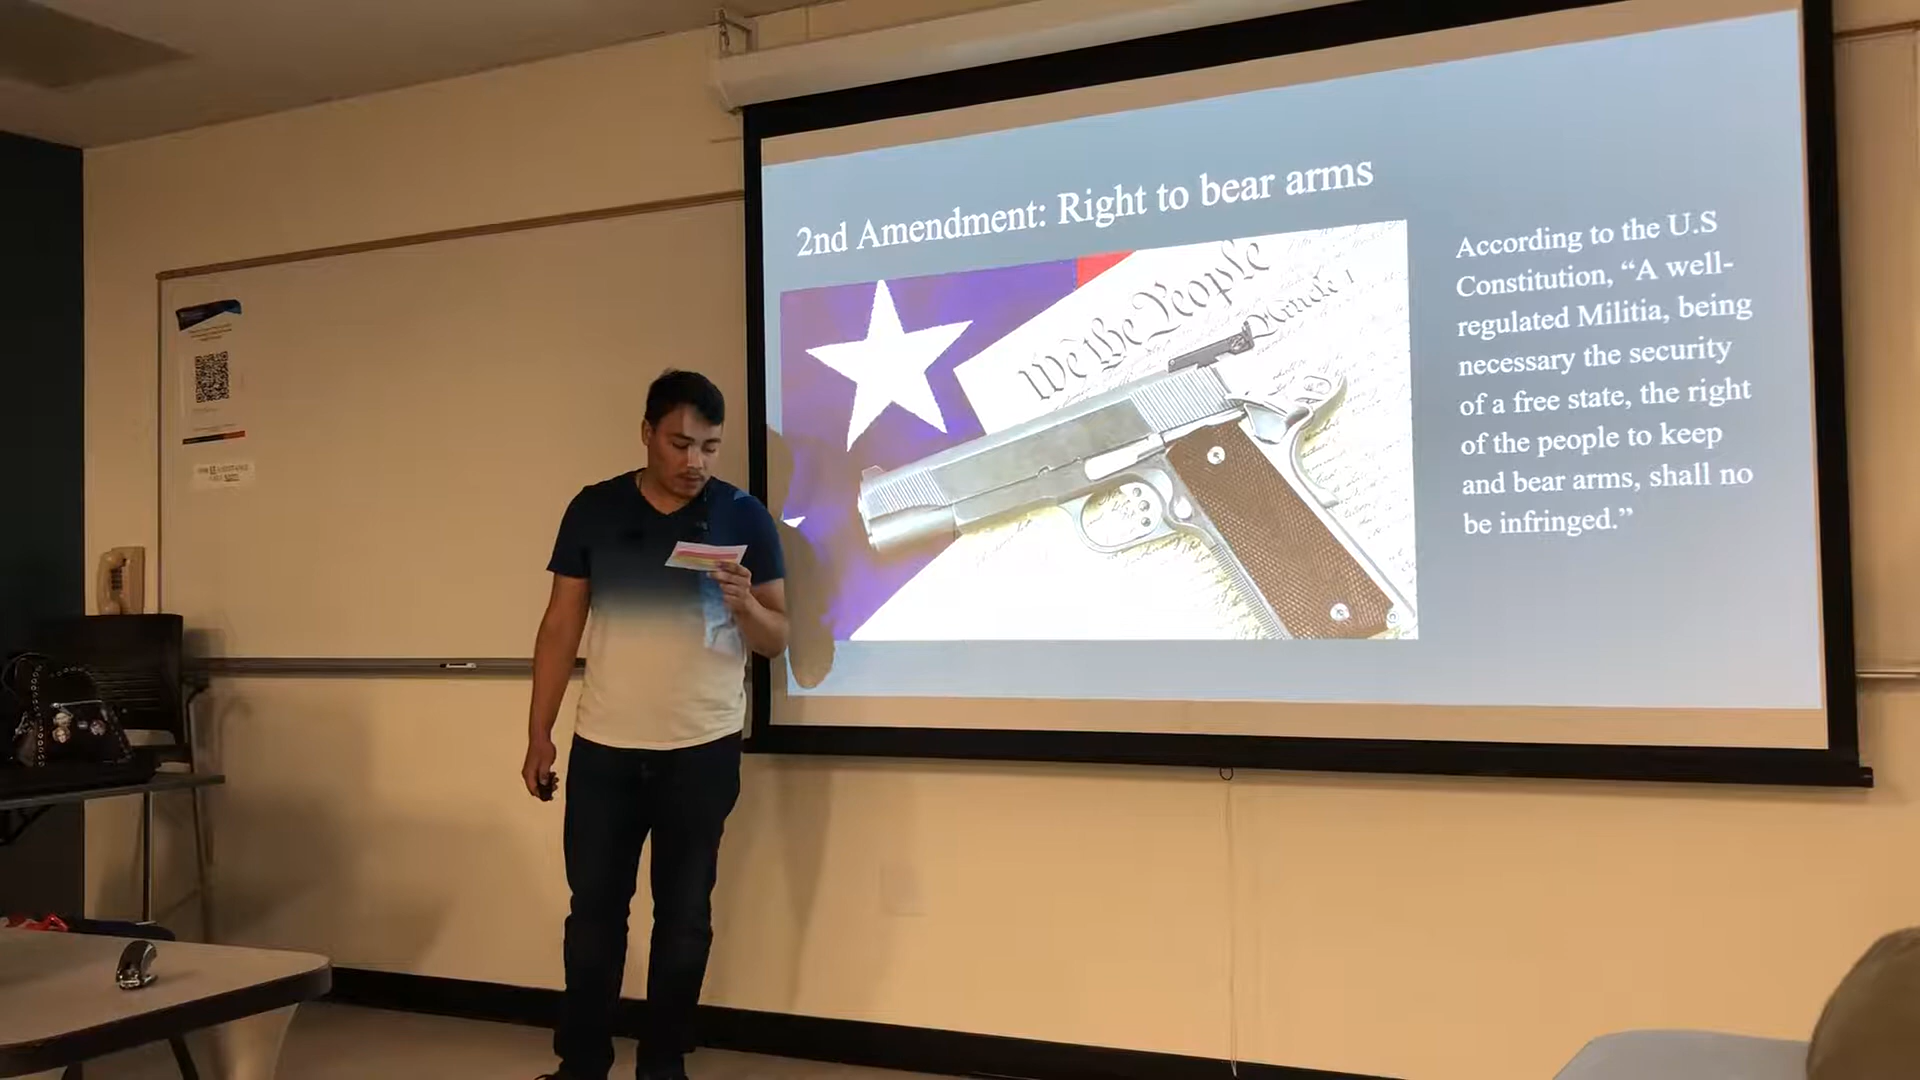 2nd Amendment: Right to bear arms
We the People
Article 1
According to the U.S
Constitution, “A well-
regulated Militia, being
necessary the security
of a free state, the right
of the people to keep
and bear arms, shall no
be infringed.”